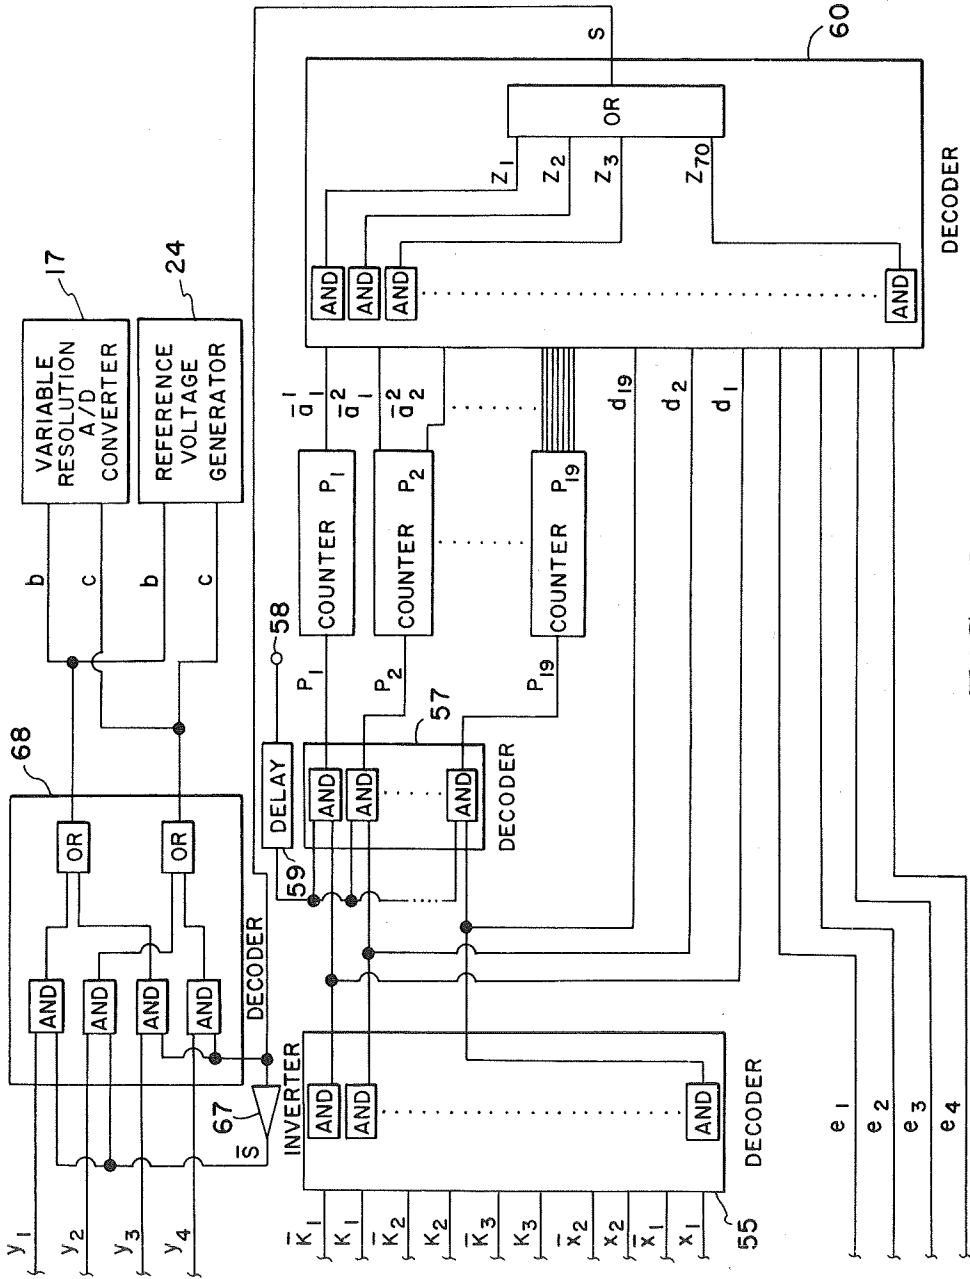 S
60
OR
Z1
Z2
Z3
Z70
AND
AND
AND
AND
DECODER
17
VARIABLE
RESOLUTION
A/D
CONVERTER
24
REFERENCE
VOLTAGE
GENERATOR
b
c
b
c
a̅¹₁
a̅²₁
a̅²₂
d19
d2
d1
COUNTER P1
COUNTER P2
COUNTER P19
58
P1
P2
P19
57
68
OR
OR
DELAY
59
AND
AND
AND
DECODER
AND
AND
AND
AND
DECODER
67
INVERTER
S̅
AND
AND
AND
DECODER
55
y1
y2
y3
y4
K̅1
K1
K̅2
K2
K̅3
K3
x̅2
x2
x̅1
x1
e1
e2
e3
e4